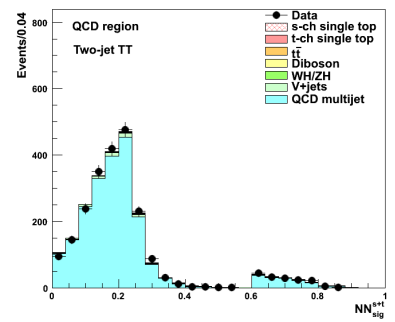 Events/0.04
800
600
400
200
0
QCD region
Two-jet TT
Data
s-ch single top
t-ch single top
tt̅
Diboson
WH/ZH
V+jets
QCD multijet
0 0.2 0.4 0.6 0.8 1
NN^{s+t}_{sig}